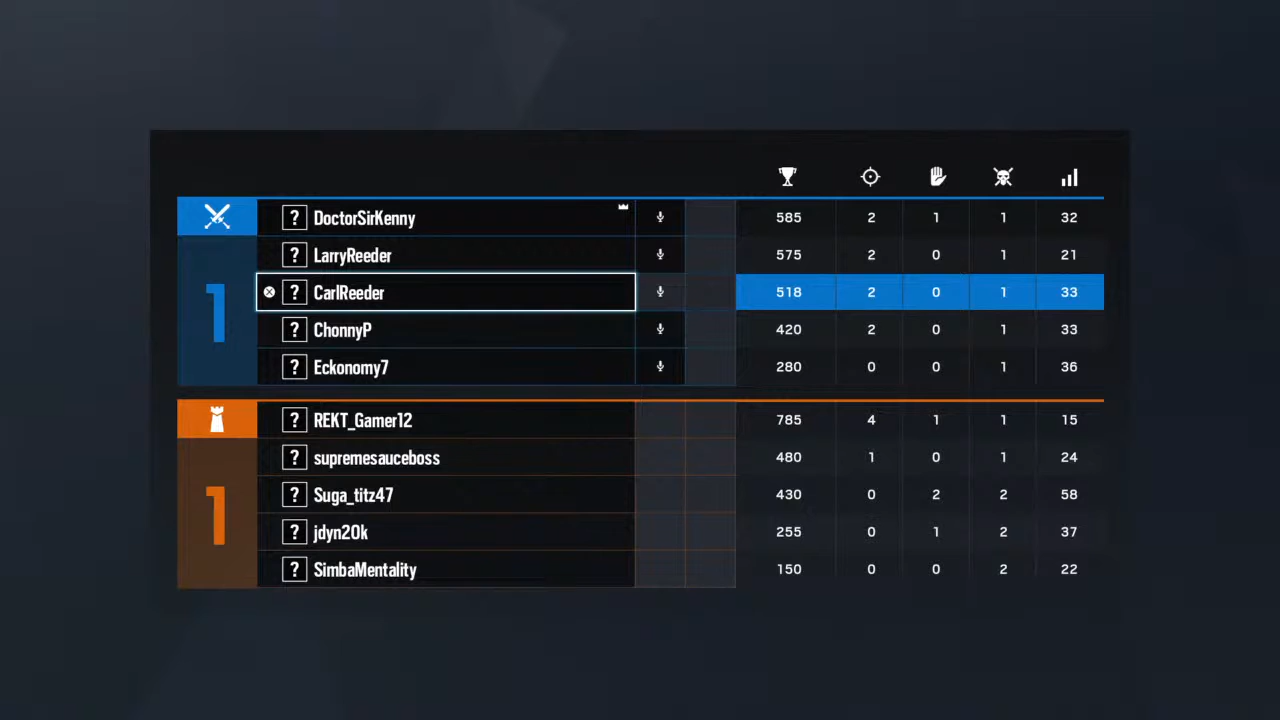 ? DoctorSirKenny 585 2 1 1 32
? LarryReeder 575 2 0 1 21
1
? CarlReeder 518 2 0 1 33
? ChonnyP 420 2 0 1 33
? Eckonomy7 280 0 0 1 36
? REKT_Gamer12 785 4 1 1 15
? supremesauceboss 480 1 0 1 24
1
? Suga_titz47 430 0 2 2 58
? jdyn20k 255 0 1 2 37
? SimbaMentality 150 0 0 2 22